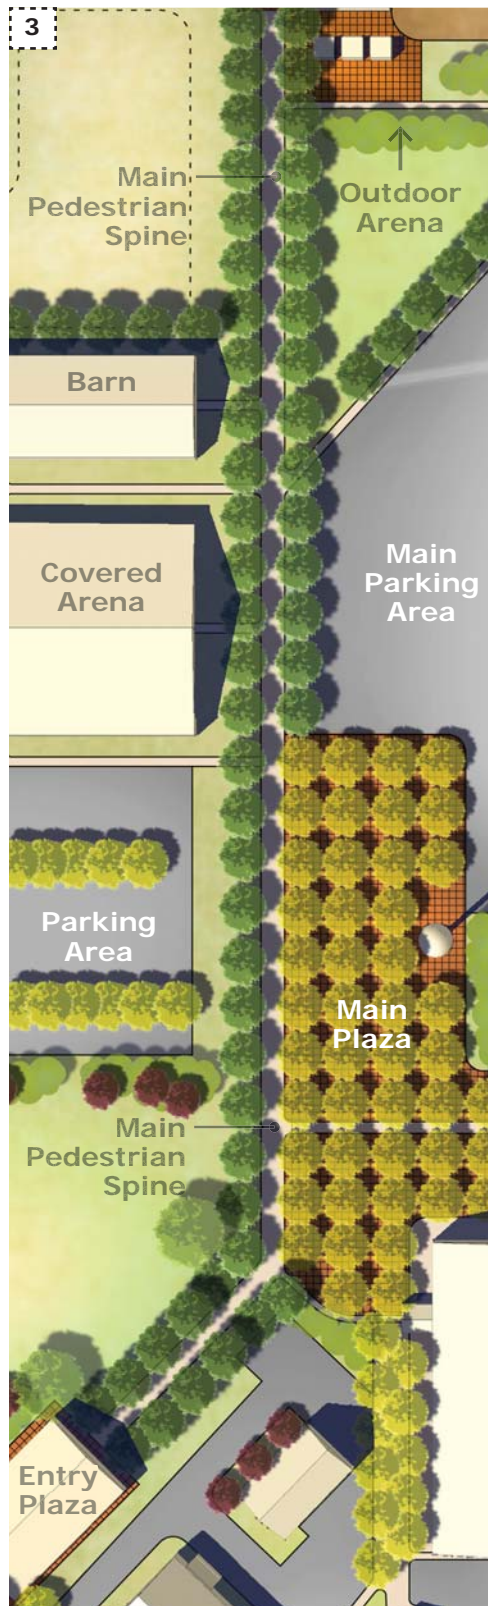 3
Main
Pedestrian
Spine
Outdoor
Arena
Barn
Covered
Arena
Main
Parking
Area
Parking
Area
Main
Plaza
Main
Pedestrian
Spine
Entry
Plaza